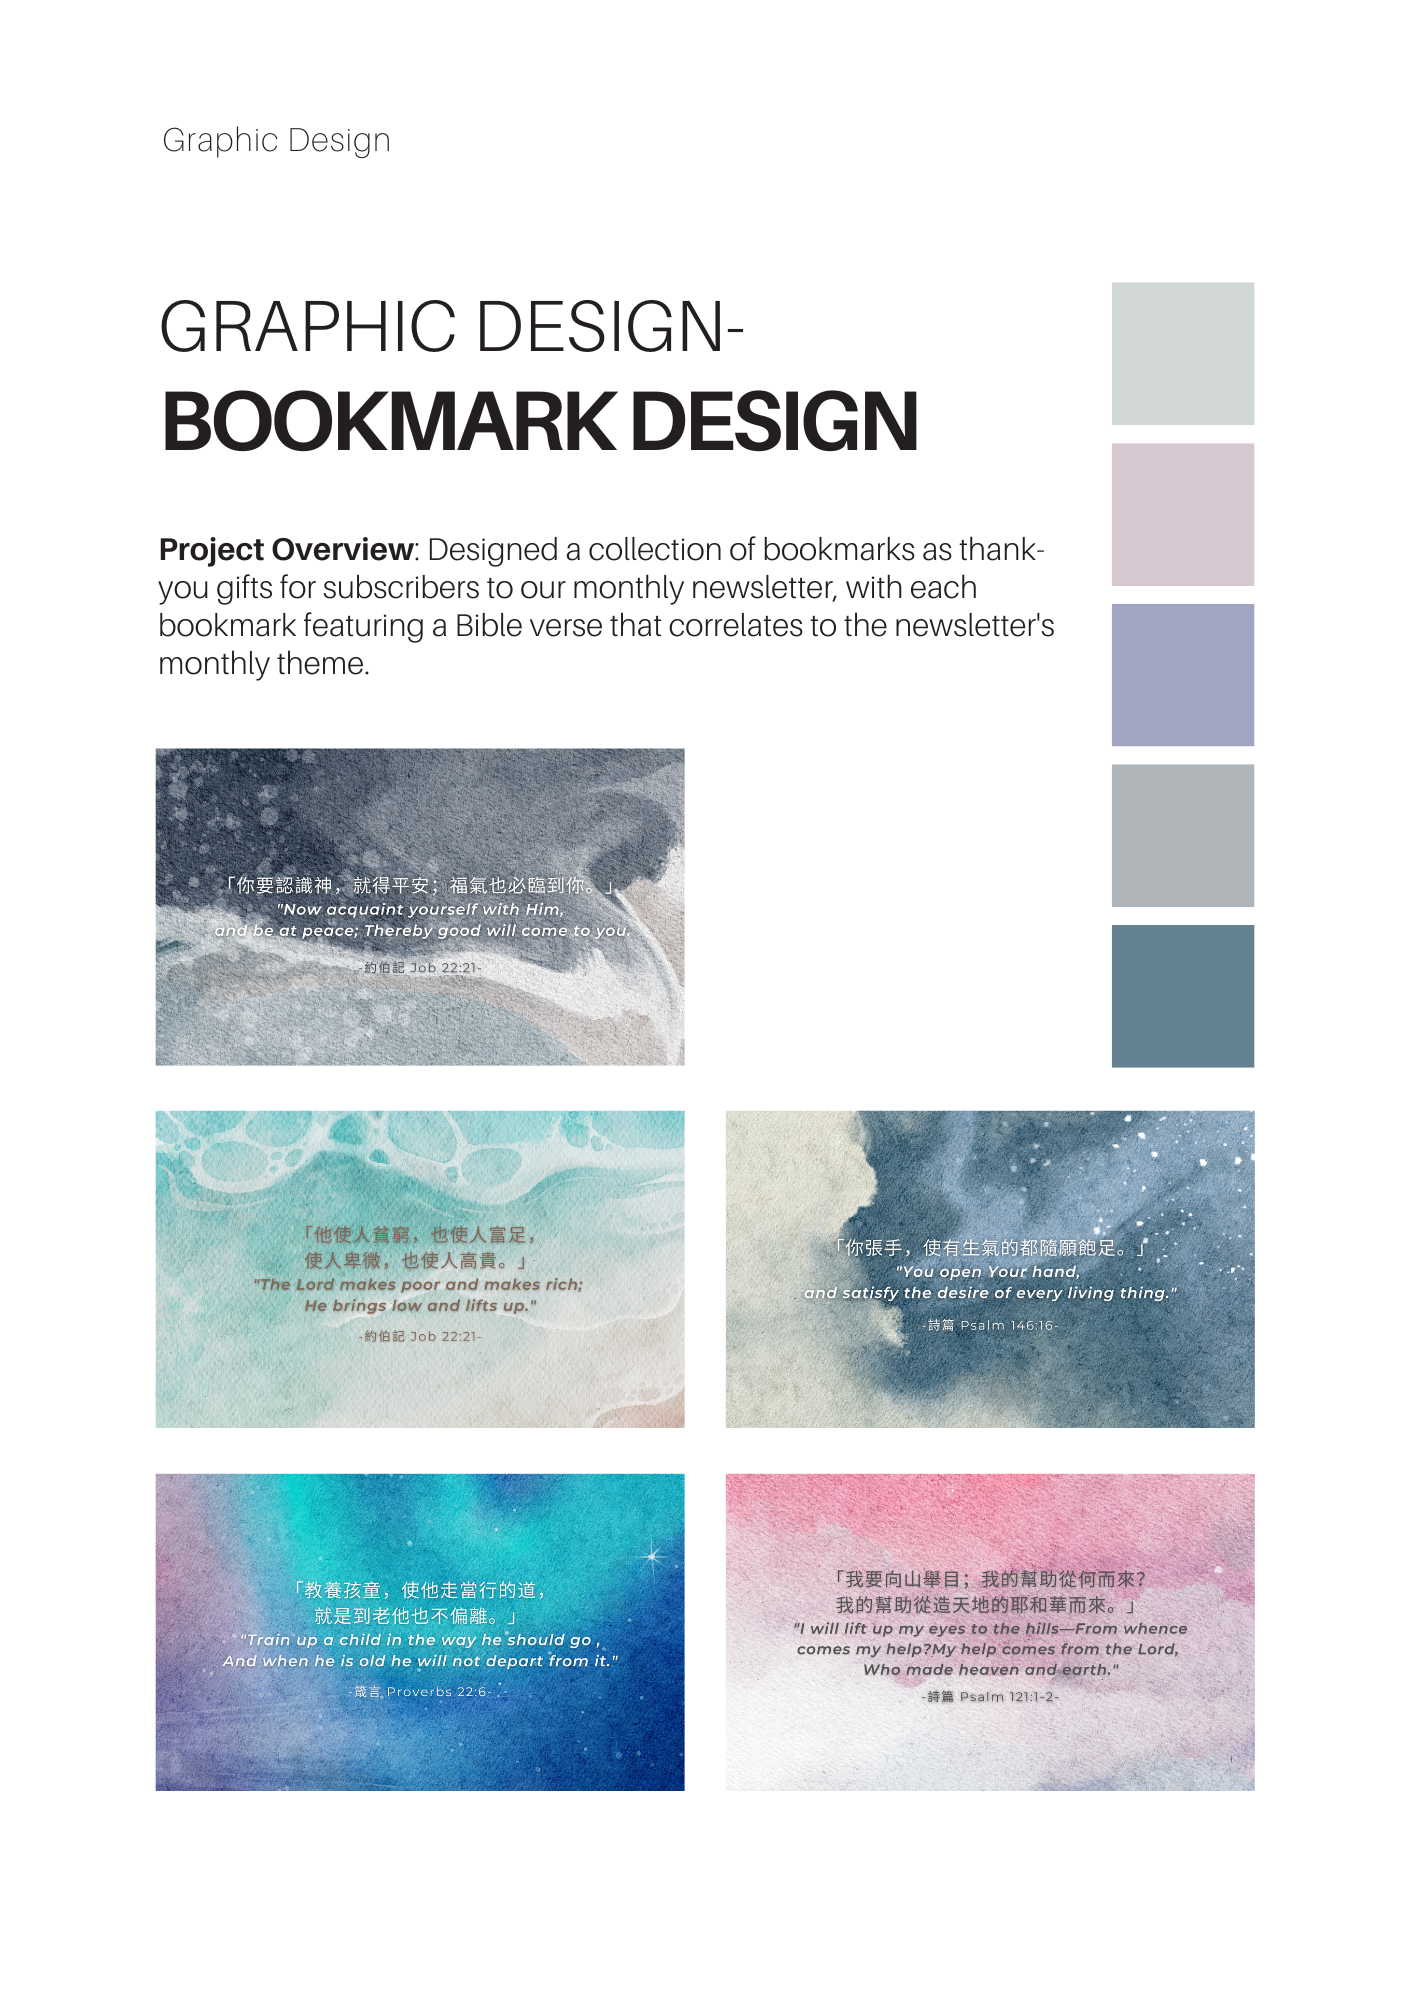 Graphic Design
GRAPHIC DESIGN-
BOOKMARK DESIGN
Project Overview: Designed a collection of bookmarks as thank-
you gifts for subscribers to our monthly newsletter, with each
bookmark featuring a Bible verse that correlates to the newsletter's
monthly theme.
「你要認識神，就得平安；福氣也必臨到你。」
"Now acquaint yourself with Him,
and be at peace; Thereby good will come to you.
-約伯記 Job 22:21-
「他使人貧窮，也使人富足，
使人卑微，也使人高貴。」
"The Lord makes poor and makes rich;
He brings low and lifts up."
-約伯記 Job 22:21-
「你張手，使有生氣的都隨願飽足。」
"You open Your hand,
and satisfy the desire of every living thing."
-詩篇 Psalm 146:16-
「教養孩童，使他走當行的道，
就是到老他也不偏離。」
"Train up a child in the way he should go ,
And when he is old he will not depart from it."
-箴言 Proverbs 22:6-
「我要向山舉目；我的幫助從何而來？
我的幫助從造天地的耶和華而來。」
"I will lift up my eyes to the hills—From whence
comes my help?My help comes from the Lord,
Who made heaven and earth."
-詩篇 Psalm 121:1-2-